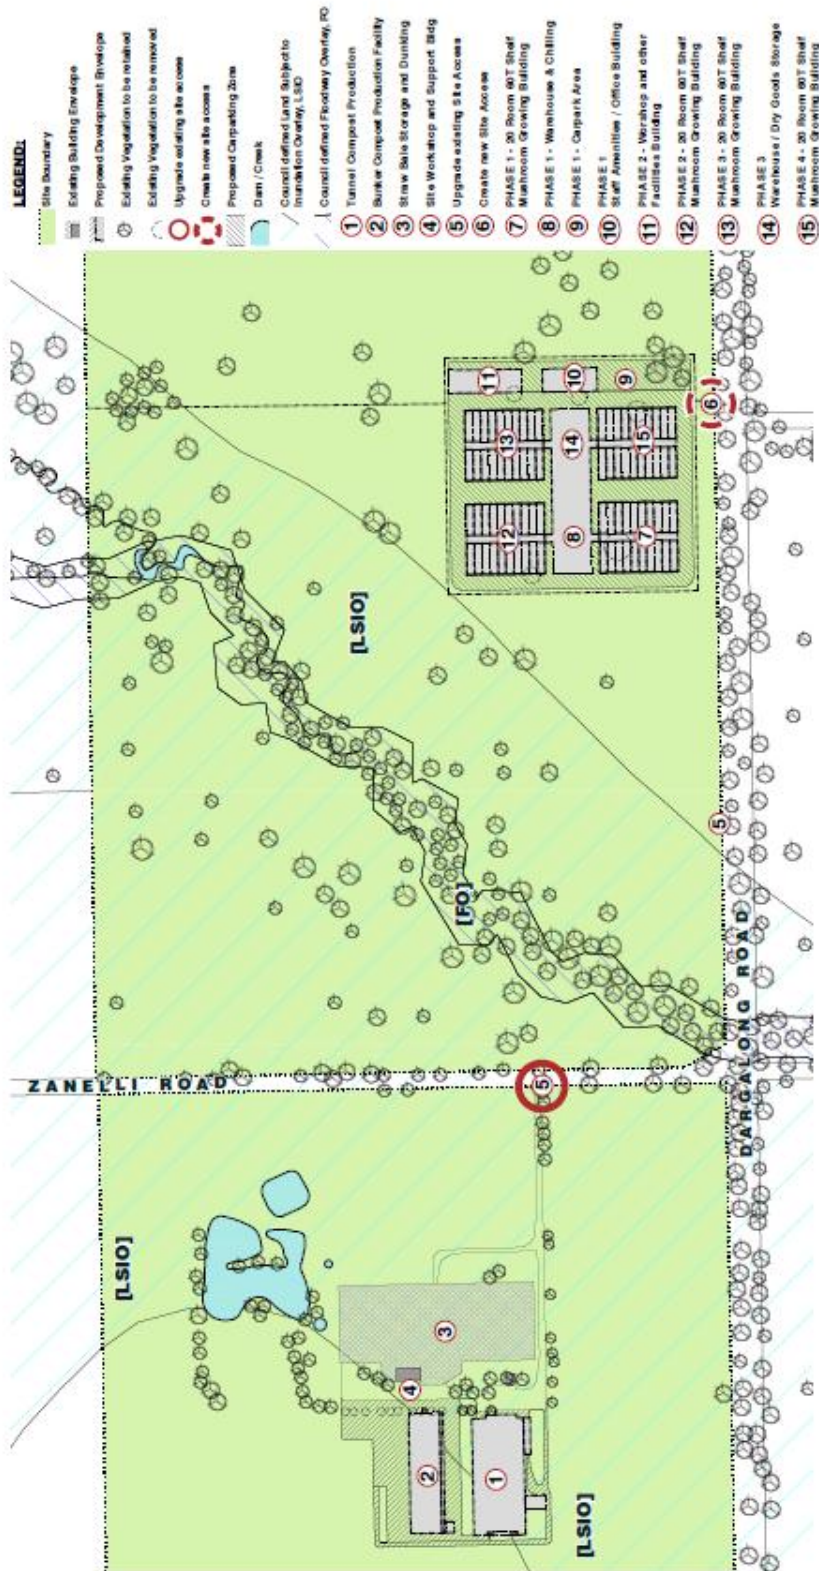 LEGEND:
Site Boundary
Existing Building Envelope
Proposed Development Envelope
Existing Vegetation to be retained
Existing Vegetation to be removed
Upgrade existing site access
Create new site access
Proposed Carparking Zone
Dam / Creek
Council defined Land Subject to
Inundation Overlay, LSIO
Council defined Floodway Overlay, FO
1 Tunnel Compost Production
2 Bunker Compost Production Facility
3 Straw Bale Storage and Dunking
4 Site Workshop and Support Bldg
5 Upgrade existing Site Access
6 Create new Site Access
7 PHASE 1 - 20 Room 60T Shelf
Mushroom Growing Building
8 PHASE 1 - Warehouse & Chilling
9 PHASE 1 - Carpark Area
10 PHASE 1
Staff Amenities / Office Building
11 PHASE 2 - Worshop and other
Facilities Building
12 PHASE 2 - 20 Room 60T Shelf
Mushroom Growing Building
13 PHASE 3 - 20 Room 60T Shelf
Mushroom Growing Building
14 PHASE 3
Warehouse / Dry Goods Storage
15 PHASE 4 - 20 Room 60T Shelf
Mushroom Growing Building
ZANELLI ROAD
DARGALONG ROAD
[LSIO]
[LSIO]
[LSIO]
[FO]
1
2
3
4
5
5
6
7
8
9
10
11
12
13
14
15